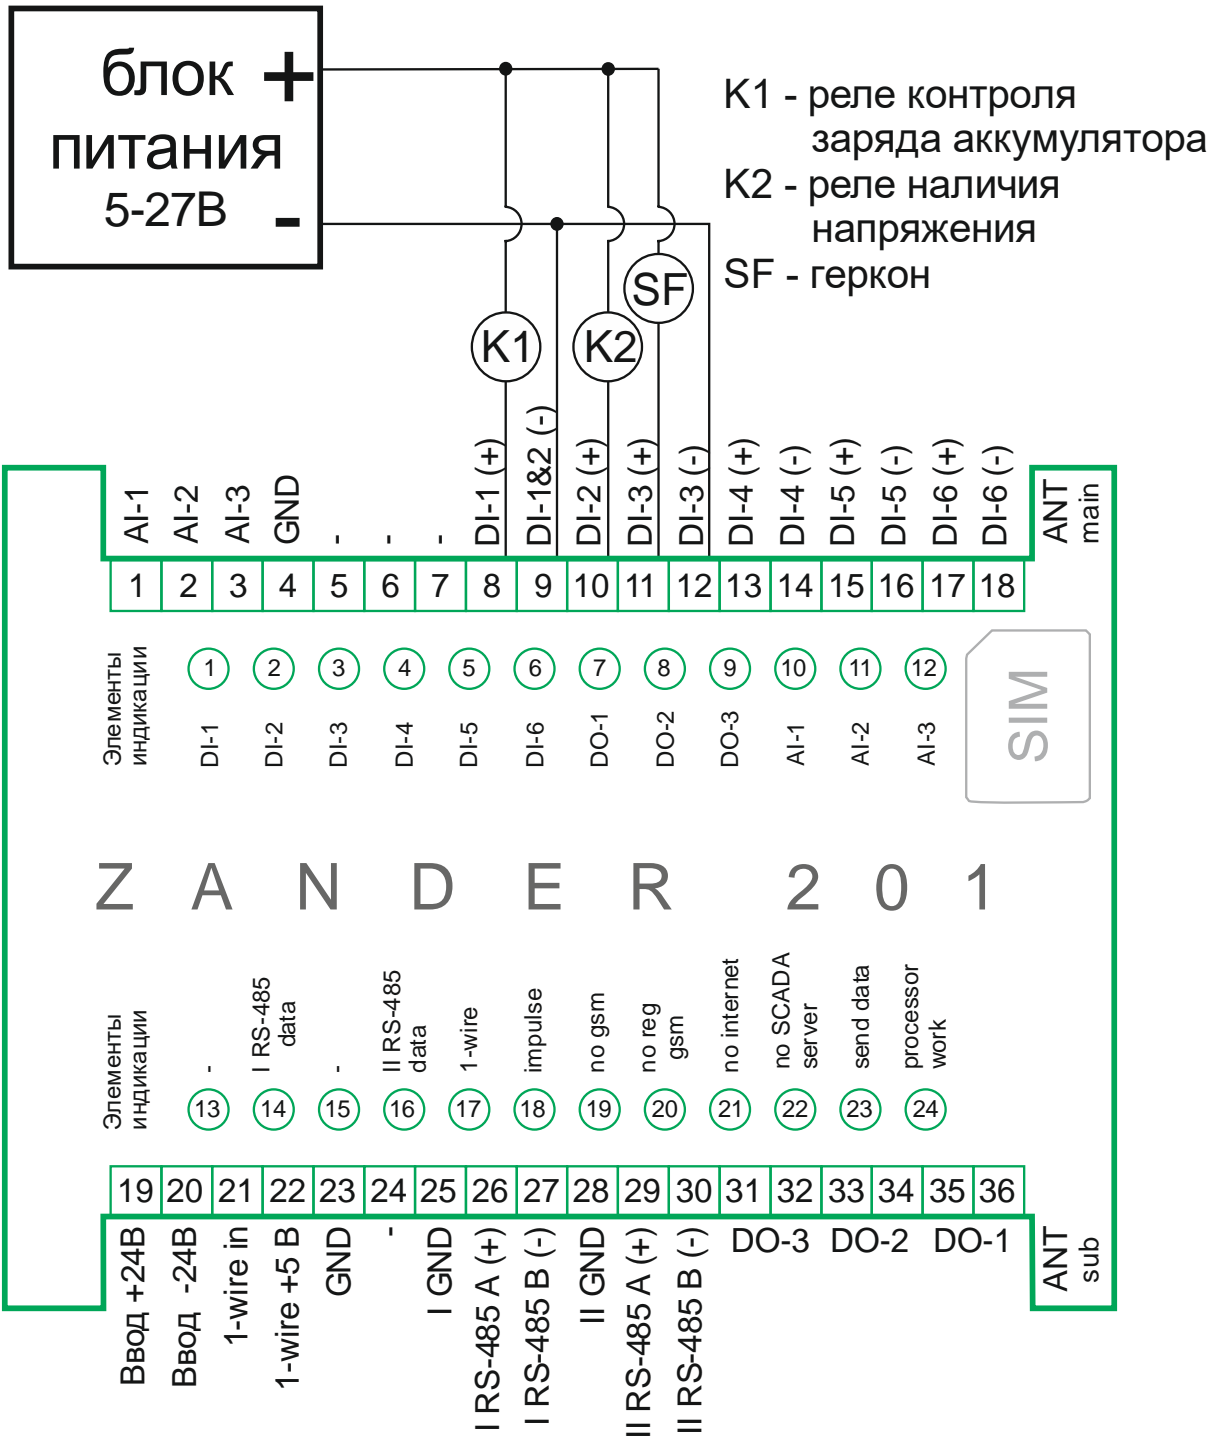 блок +
питания
5-27В -
K1 - реле контроля
заряда аккумулятора
K2 - реле наличия
напряжения
SF - геркон
SF
K1
K2
AI-1
AI-2
AI-3
GND
-
-
-
DI-1 (+)
DI-1&2 (-)
DI-2 (+)
DI-3 (+)
DI-3 (-)
DI-4 (+)
DI-4 (-)
DI-5 (+)
DI-5 (-)
DI-6 (+)
DI-6 (-)
ANT
main
1 2 3 4 5 6 7 8 9 10 11 12 13 14 15 16 17 18
Элементы
индикации
1 2 3 4 5 6 7 8 9 10 11 12
DI-1
DI-2
DI-3
DI-4
DI-5
DI-6
DO-1
DO-2
DO-3
AI-1
AI-2
AI-3
SIM
ZANDER 201
Элементы
индикации
-
I RS-485
data
-
II RS-485
data
1-wire
impulse
no gsm
no reg
gsm
no internet
no SCADA
server
send data
processor
work
13 14 15 16 17 18 19 20 21 22 23 24
19 20 21 22 23 24 25 26 27 28 29 30 31 32 33 34 35 36
Ввод +24В
Ввод -24В
1-wire in
1-wire +5 В
GND
-
I GND
I RS-485 A (+)
I RS-485 B (-)
II GND
II RS-485 A (+)
II RS-485 B (-)
DO-3 DO-2 DO-1
ANT
sub